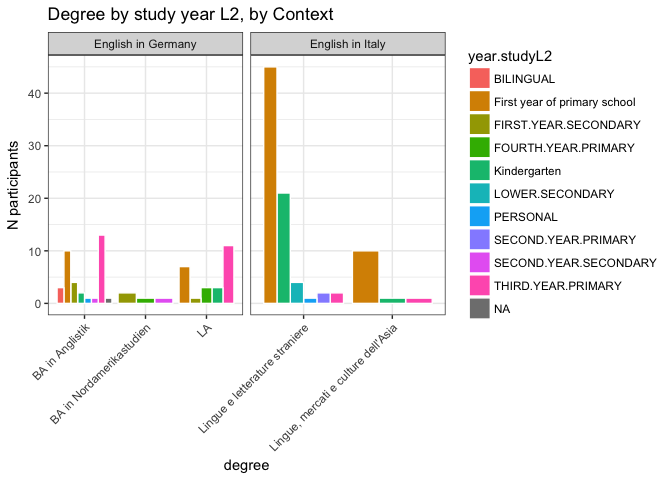 Degree by study year L2, by Context
English in Germany
English in Italy
N participants
40
30
20
10
0
BA in Anglistik
BA in Nordamerikastudien
LA
Lingue e letterature straniere
Lingue, mercati e culture dell'Asia
degree
year.studyL2
BILINGUAL
First year of primary school
FIRST.YEAR.SECONDARY
FOURTH.YEAR.PRIMARY
Kindergarten
LOWER.SECONDARY
PERSONAL
SECOND.YEAR.PRIMARY
SECOND.YEAR.SECONDARY
THIRD.YEAR.PRIMARY
NA